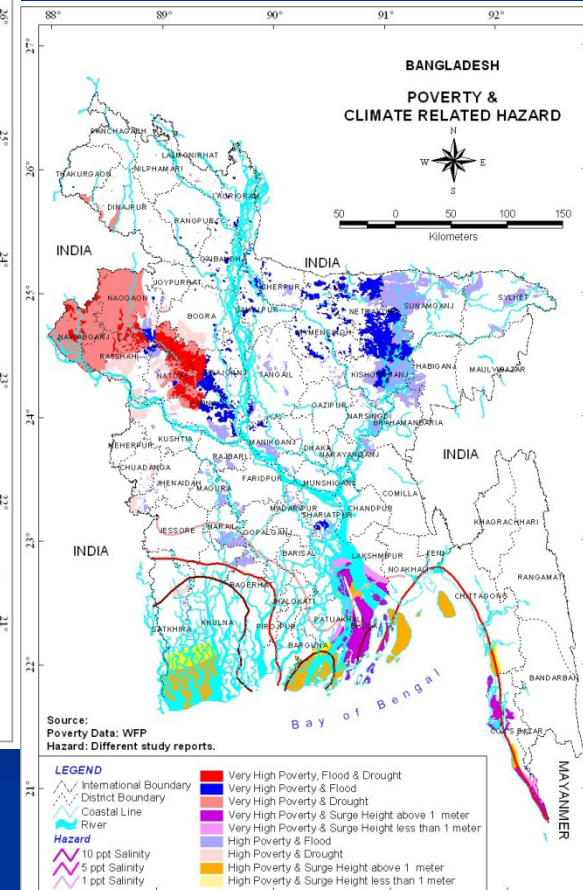 88°
89°
90°
91°
92°
27°
26°
25°
24°
23°
22°
21°
BANGLADESH
POVERTY &
CLIMATE RELATED HAZARD
N
W E
S
50 0 50 100 150
Kilometers
PANCHAGARH
LALMONIRHAT
THAKURGAON
NILPHAMARI
DINAJPUR
RANGPUR
INDIA
GAIBANDHA
INDIA
SHERPUR
JOYPURHAT
NAOGAON
BOGRA
NETRAKONA
SUNAMGANJ
SYLHET
MYMENSINGH
RAJSHAHI
NATORE
TANGAIL
KISHOREGANJ
HABIGANJ
MAULVIBAZAR
GAZIPUR
NARSINGDI
BRAHAMANBARIA
MEHERPUR
KUSHTIA
MANIKGANJ
DHAKA
NARAYANGANJ
INDIA
RAJBARI
CHUADANGA
JHENAIDAH
MAGURA
FARIDPUR
MUNSHIGANJ
COMILLA
MADARIPUR
SHARIATPUR
CHANDPUR
KHAGRACHHARI
JESSORE
NARAIL
GOPALGANJ
INDIA
BARISAL
LAKSHMIPUR
FENI
NOAKHALI
RANGAMATI
BAGERHAT
JHALOKATI
CHITTAGONG
SATKHIRA
KHULNA
PIROJPUR
PATUAKHALI
BARGUNA
BANDARBAN
COX'S BAZAR
Bay of Bengal
MAYANMER
Source:
Poverty Data: WFP
Hazard: Different study reports.
LEGEND
International Boundary
District Boundary
Coastal Line
River
Hazard
10 ppt Salinity
5 ppt Salinity
1 ppt Salinity
Very High Poverty, Flood & Drought
Very High Poverty & Flood
Very High Poverty & Drought
Very High Poverty & Surge Height above 1 meter
Very High Poverty & Surge Height less than 1 meter
High Poverty & Flood
High Poverty & Drought
High Poverty & Surge Height above 1 meter
High Poverty & Surge Height less than 1 meter